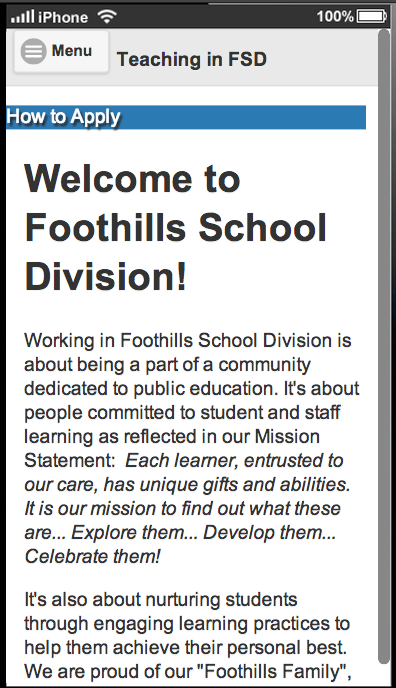 iPhone 100%
Menu
Teaching in FSD
How to Apply
Welcome to
Foothills School
Division!
Working in Foothills School Division is
about being a part of a community
dedicated to public education. It's about
people committed to student and staff
learning as reflected in our Mission
Statement:  Each learner, entrusted to
our care, has unique gifts and abilities.
It is our mission to find out what these
are... Explore them... Develop them...
Celebrate them!
It's also about nurturing students
through engaging learning practices to
help them achieve their personal best.
We are proud of our "Foothills Family",